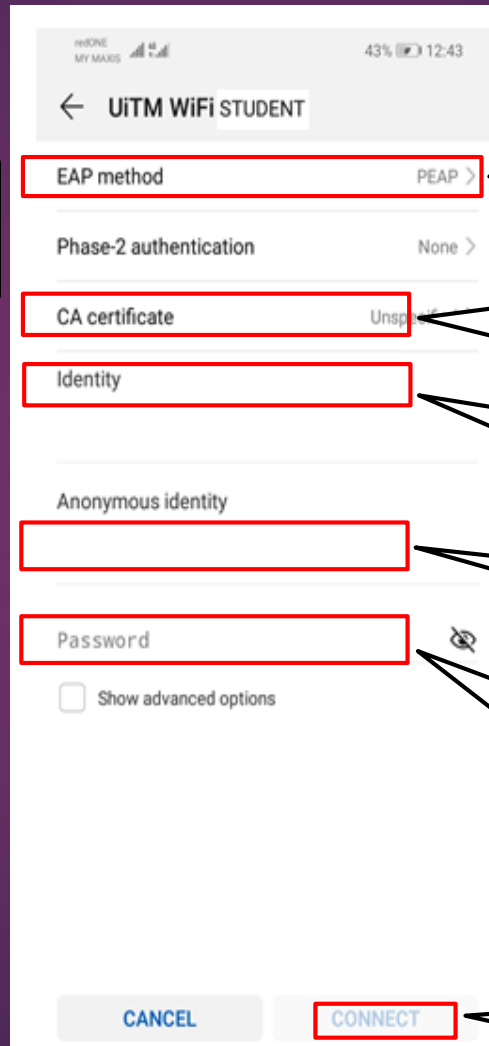 redONE
MY MAXIS
43% 12:43
UiTM WiFi STUDENT
EAP method PEAP
Phase-2 authentication None
CA certificate
Identity
Anonymous identity
Password
Show advanced options
CANCEL CONNECT